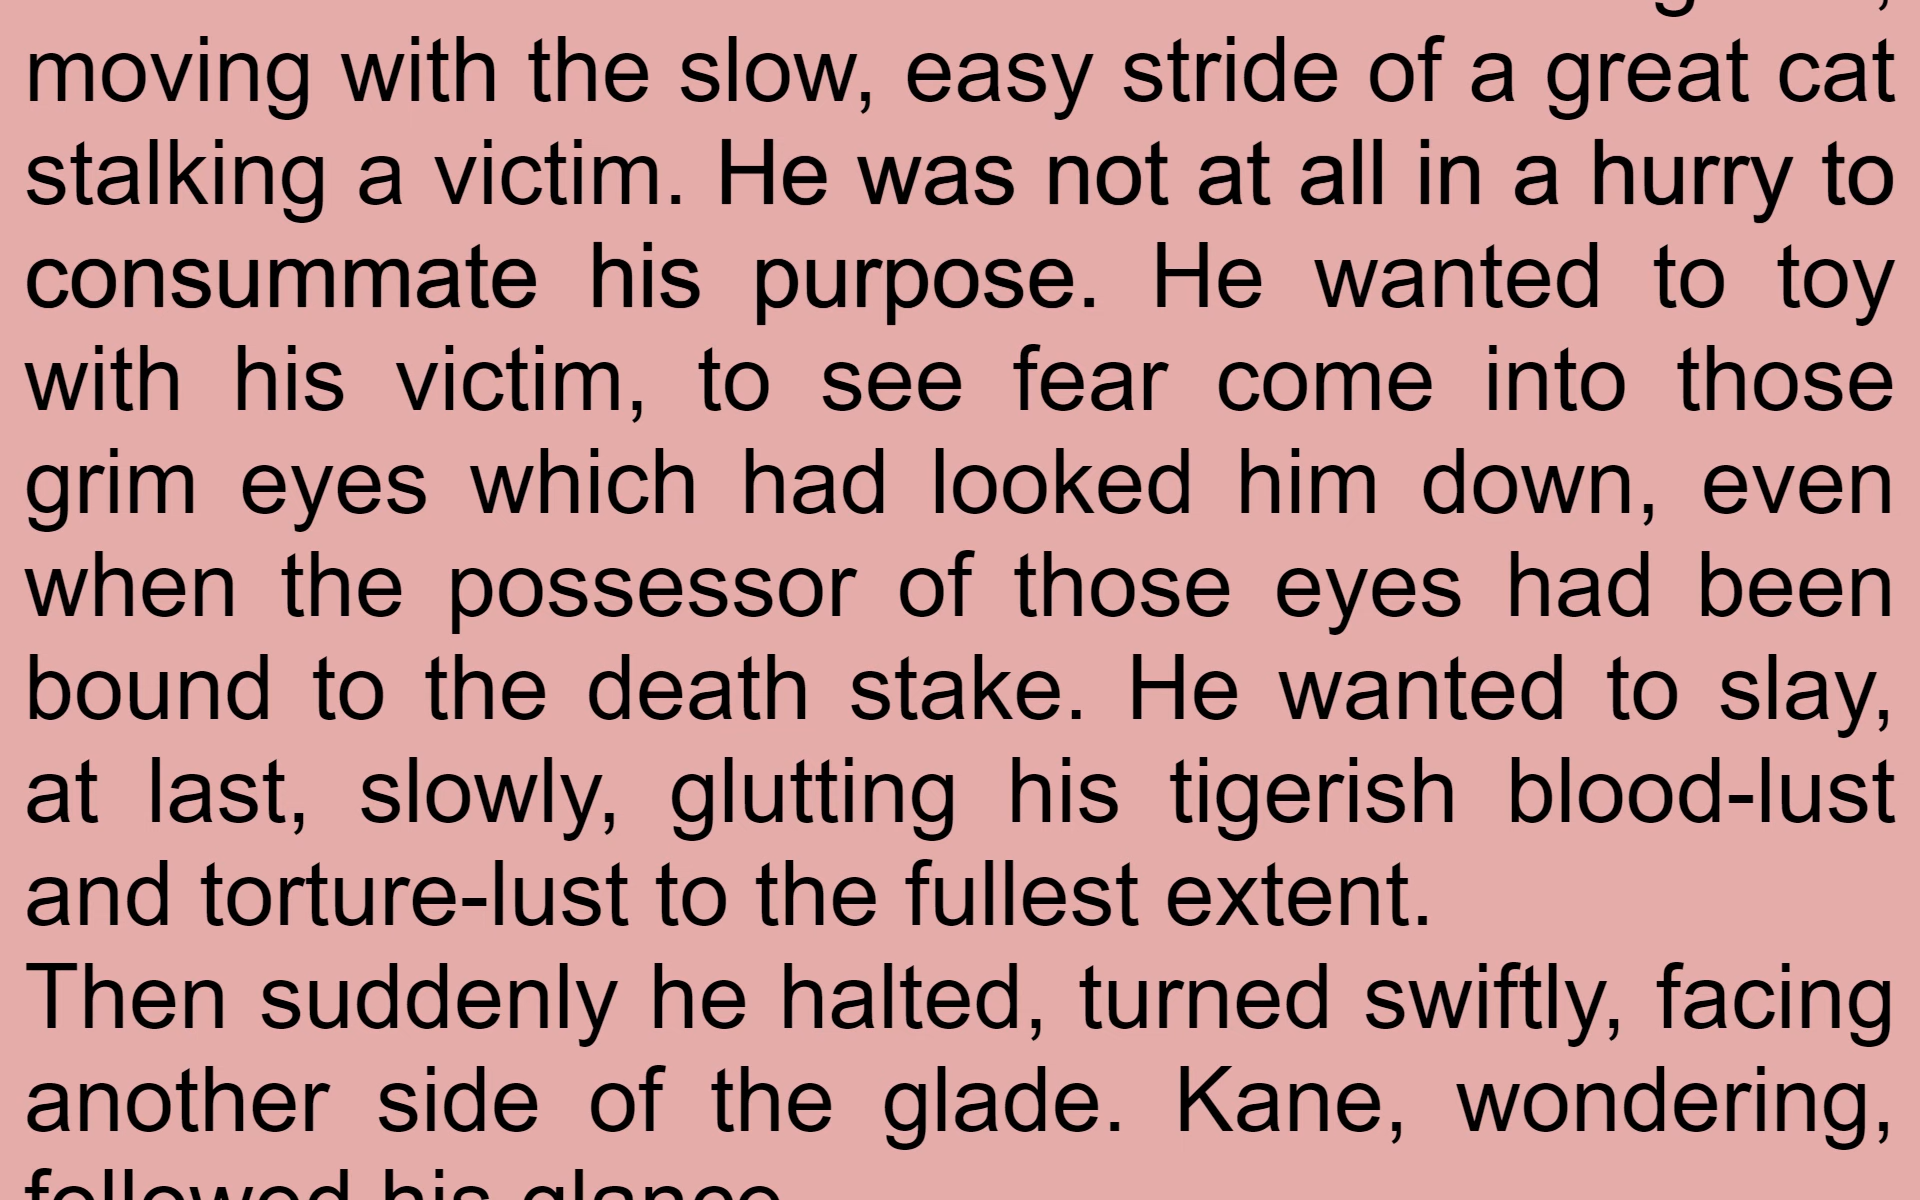 moving with the slow, easy stride of a great cat
stalking a victim. He was not at all in a hurry to
consummate his purpose. He wanted to toy
with his victim, to see fear come into those
grim eyes which had looked him down, even
when the possessor of those eyes had been
bound to the death stake. He wanted to slay,
at last, slowly, glutting his tigerish blood-lust
and torture-lust to the fullest extent.
Then suddenly he halted, turned swiftly, facing
another side of the glade. Kane, wondering,
followed his glance.